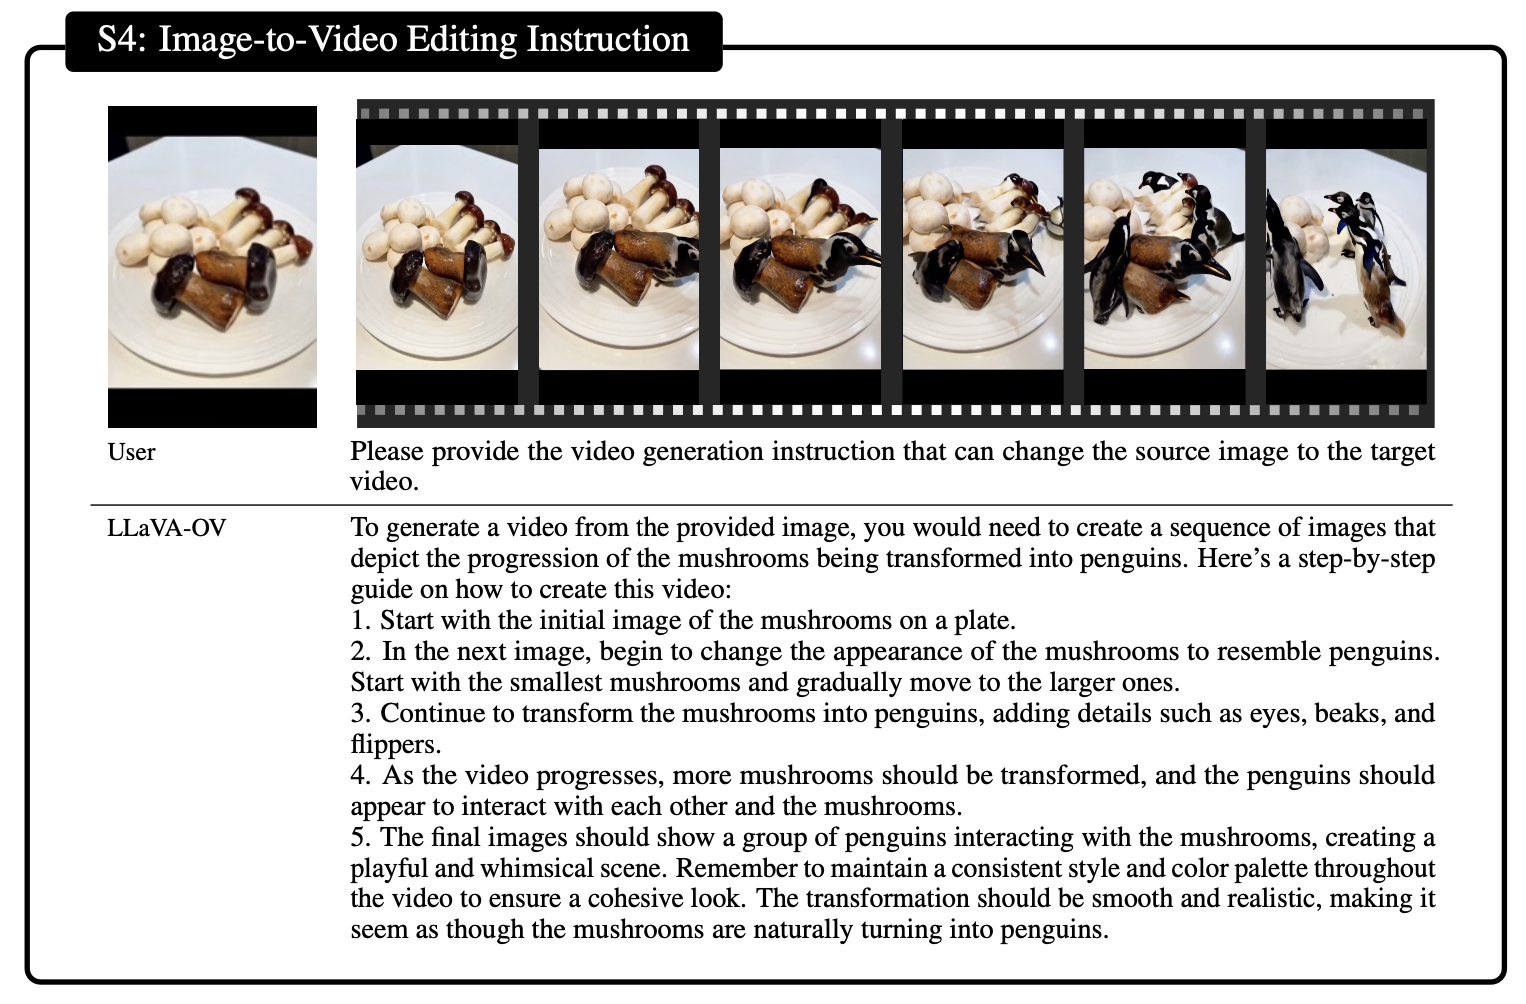 S4: Image-to-Video Editing Instruction
User
Please provide the video generation instruction that can change the source image to the target
video.
LLaVA-OV
To generate a video from the provided image, you would need to create a sequence of images that
depict the progression of the mushrooms being transformed into penguins. Here’s a step-by-step
guide on how to create this video:
1. Start with the initial image of the mushrooms on a plate.
2. In the next image, begin to change the appearance of the mushrooms to resemble penguins.
Start with the smallest mushrooms and gradually move to the larger ones.
3. Continue to transform the mushrooms into penguins, adding details such as eyes, beaks, and
flippers.
4. As the video progresses, more mushrooms should be transformed, and the penguins should
appear to interact with each other and the mushrooms.
5. The final images should show a group of penguins interacting with the mushrooms, creating a
playful and whimsical scene. Remember to maintain a consistent style and color palette throughout
the video to ensure a cohesive look. The transformation should be smooth and realistic, making it
seem as though the mushrooms are naturally turning into penguins.